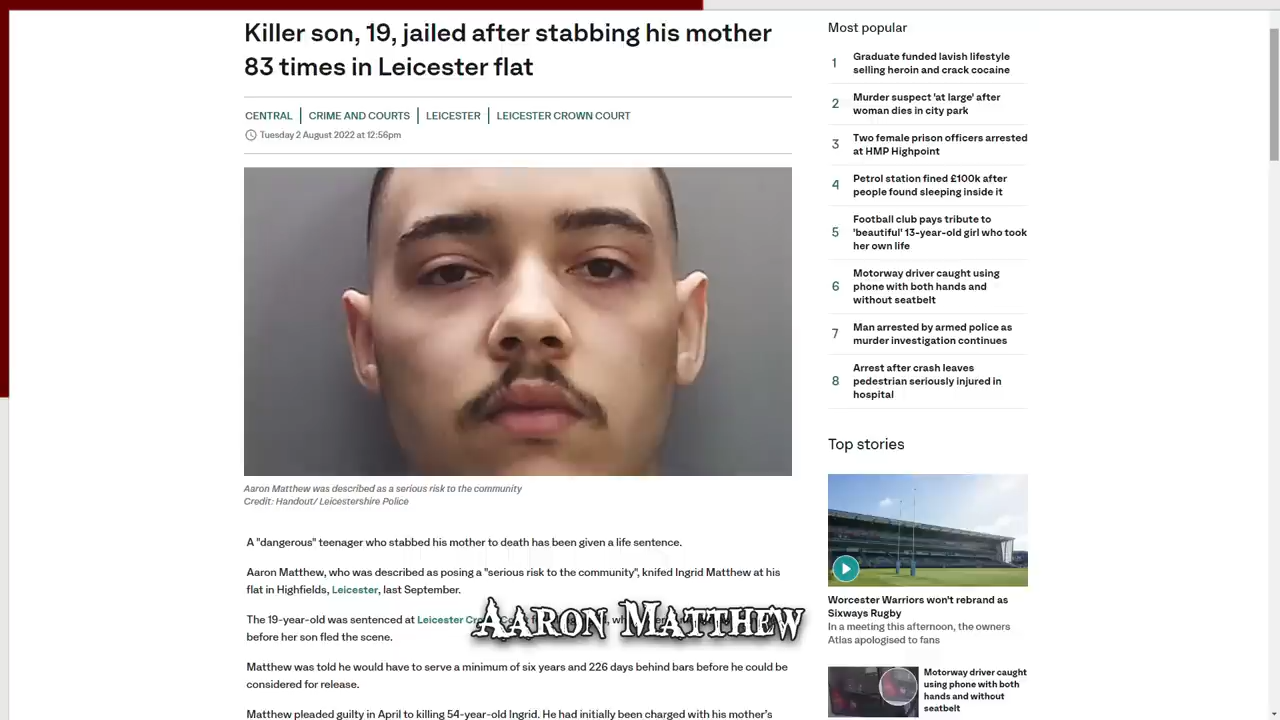 Killer son, 19, jailed after stabbing his mother
83 times in Leicester flat
CENTRAL
CRIME AND COURTS
LEICESTER
LEICESTER CROWN COURT
Tuesday 2 August 2022 at 12:56pm
Aaron Matthew was described as a serious risk to the community
Credit: Handout/ Leicestershire Police
A "dangerous" teenager who stabbed his mother to death has been given a life sentence.
Aaron Matthew, who was described as posing a "serious risk to the community", knifed Ingrid Matthew at his
flat in Highfields, Leicester, last September.
The 19-year-old was sentenced at Leicester
before her son fled the scene.
AARON MATTHEW
Matthew was told he would have to serve a minimum of six years and 226 days behind bars before he could be
considered for release.
Matthew pleaded guilty in April to killing 54-year-old Ingrid. He had initially been charged with his mother's
Most popular
1
Graduate funded lavish lifestyle
selling heroin and crack cocaine
2
Murder suspect 'at large' after
woman dies in city park
3
Two female prison officers arrested
at HMP Highpoint
4
Petrol station fined £100k after
people found sleeping inside it
5
Football club pays tribute to
'beautiful' 13-year-old girl who took
her own life
6
Motorway driver caught using
phone with both hands and
without seatbelt
7
Man arrested by armed police as
murder investigation continues
8
Arrest after crash leaves
pedestrian seriously injured in
hospital
Top stories
Worcester Warriors won't rebrand as
Sixways Rugby
In a meeting this afternoon, the owners
Atlas apologised to fans
Motorway driver caught
using phone with both
hands and without
seatbelt